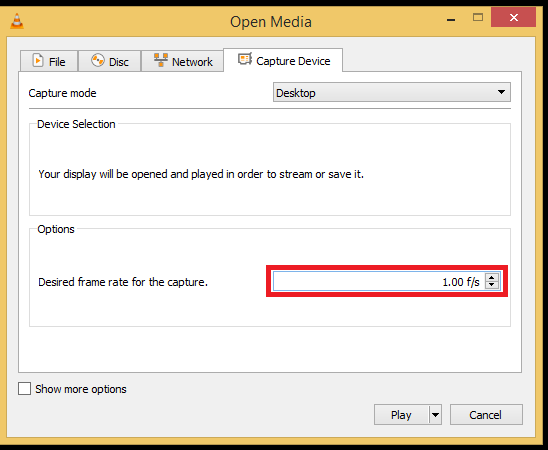 Open Media
File
Disc
Network
Capture Device
Capture mode
Desktop
Device Selection
Your display will be opened and played in order to stream or save it.
Options
Desired frame rate for the capture.
1.00 f/s
Show more options
Play
Cancel